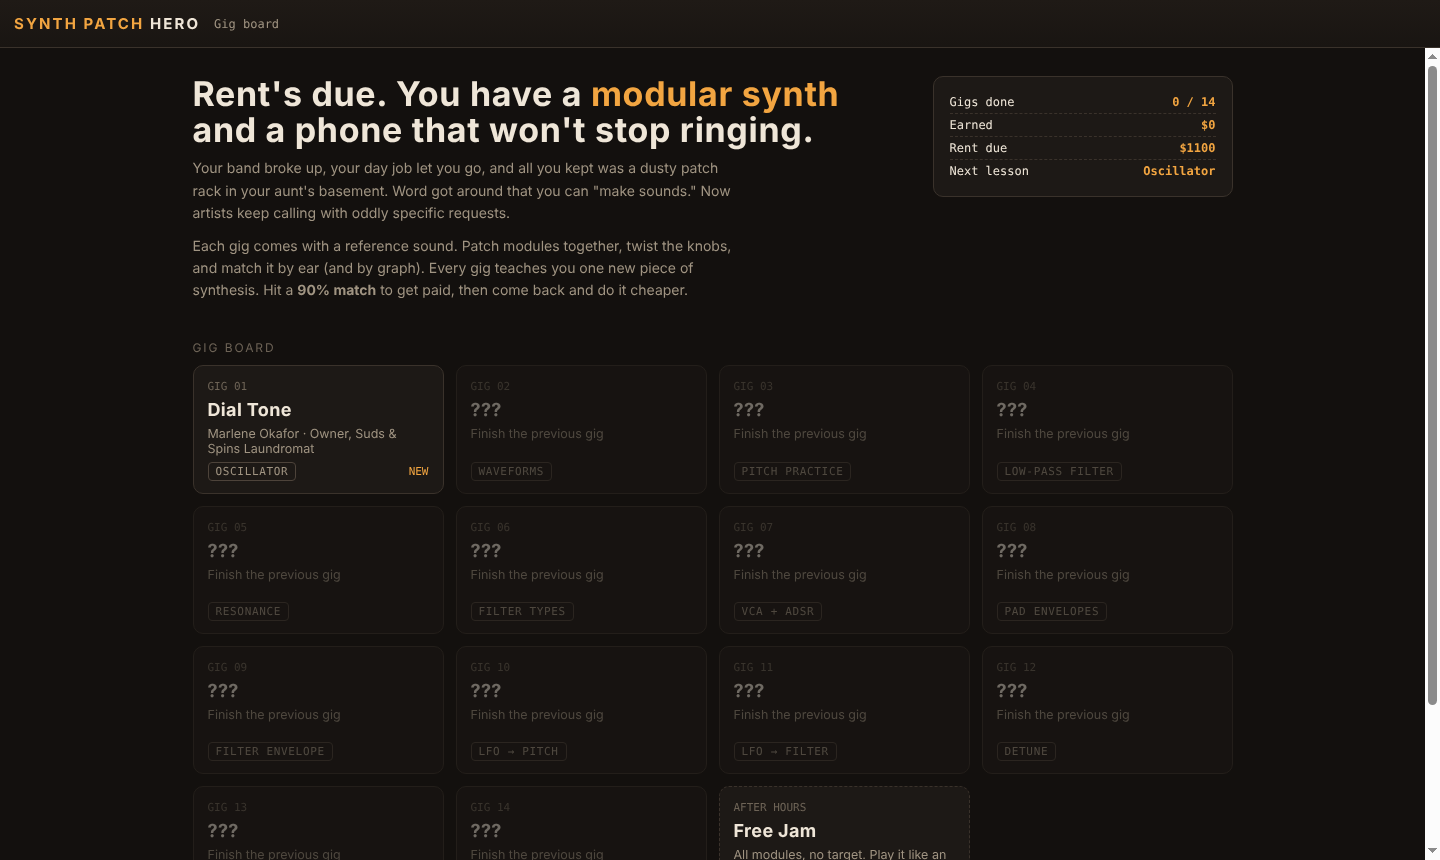 SYNTH PATCH HERO Gig board
Rent's due. You have a modular synth
and a phone that won't stop ringing.
Your band broke up, your day job let you go, and all you kept was a dusty patch
rack in your aunt's basement. Word got around that you can "make sounds." Now
artists keep calling with oddly specific requests.
Each gig comes with a reference sound. Patch modules together, twist the knobs,
and match it by ear (and by graph). Every gig teaches you one new piece of
synthesis. Hit a 90% match to get paid, then come back and do it cheaper.
Gigs done 0 / 14
Earned $0
Rent due $1100
Next lesson Oscillator
GIG BOARD
GIG 01
Dial Tone
Marlene Okafor · Owner, Suds &
Spins Laundromat
OSCILLATOR NEW
GIG 02
???
Finish the previous gig
WAVEFORMS
GIG 03
???
Finish the previous gig
PITCH PRACTICE
GIG 04
???
Finish the previous gig
LOW-PASS FILTER
GIG 05
???
Finish the previous gig
RESONANCE
GIG 06
???
Finish the previous gig
FILTER TYPES
GIG 07
???
Finish the previous gig
VCA + ADSR
GIG 08
???
Finish the previous gig
PAD ENVELOPES
GIG 09
???
Finish the previous gig
FILTER ENVELOPE
GIG 10
???
Finish the previous gig
LFO → PITCH
GIG 11
???
Finish the previous gig
LFO → FILTER
GIG 12
???
Finish the previous gig
DETUNE
GIG 13
???
Finish the previous gig
GIG 14
???
Finish the previous gig
AFTER HOURS
Free Jam
All modules, no target. Play it like an